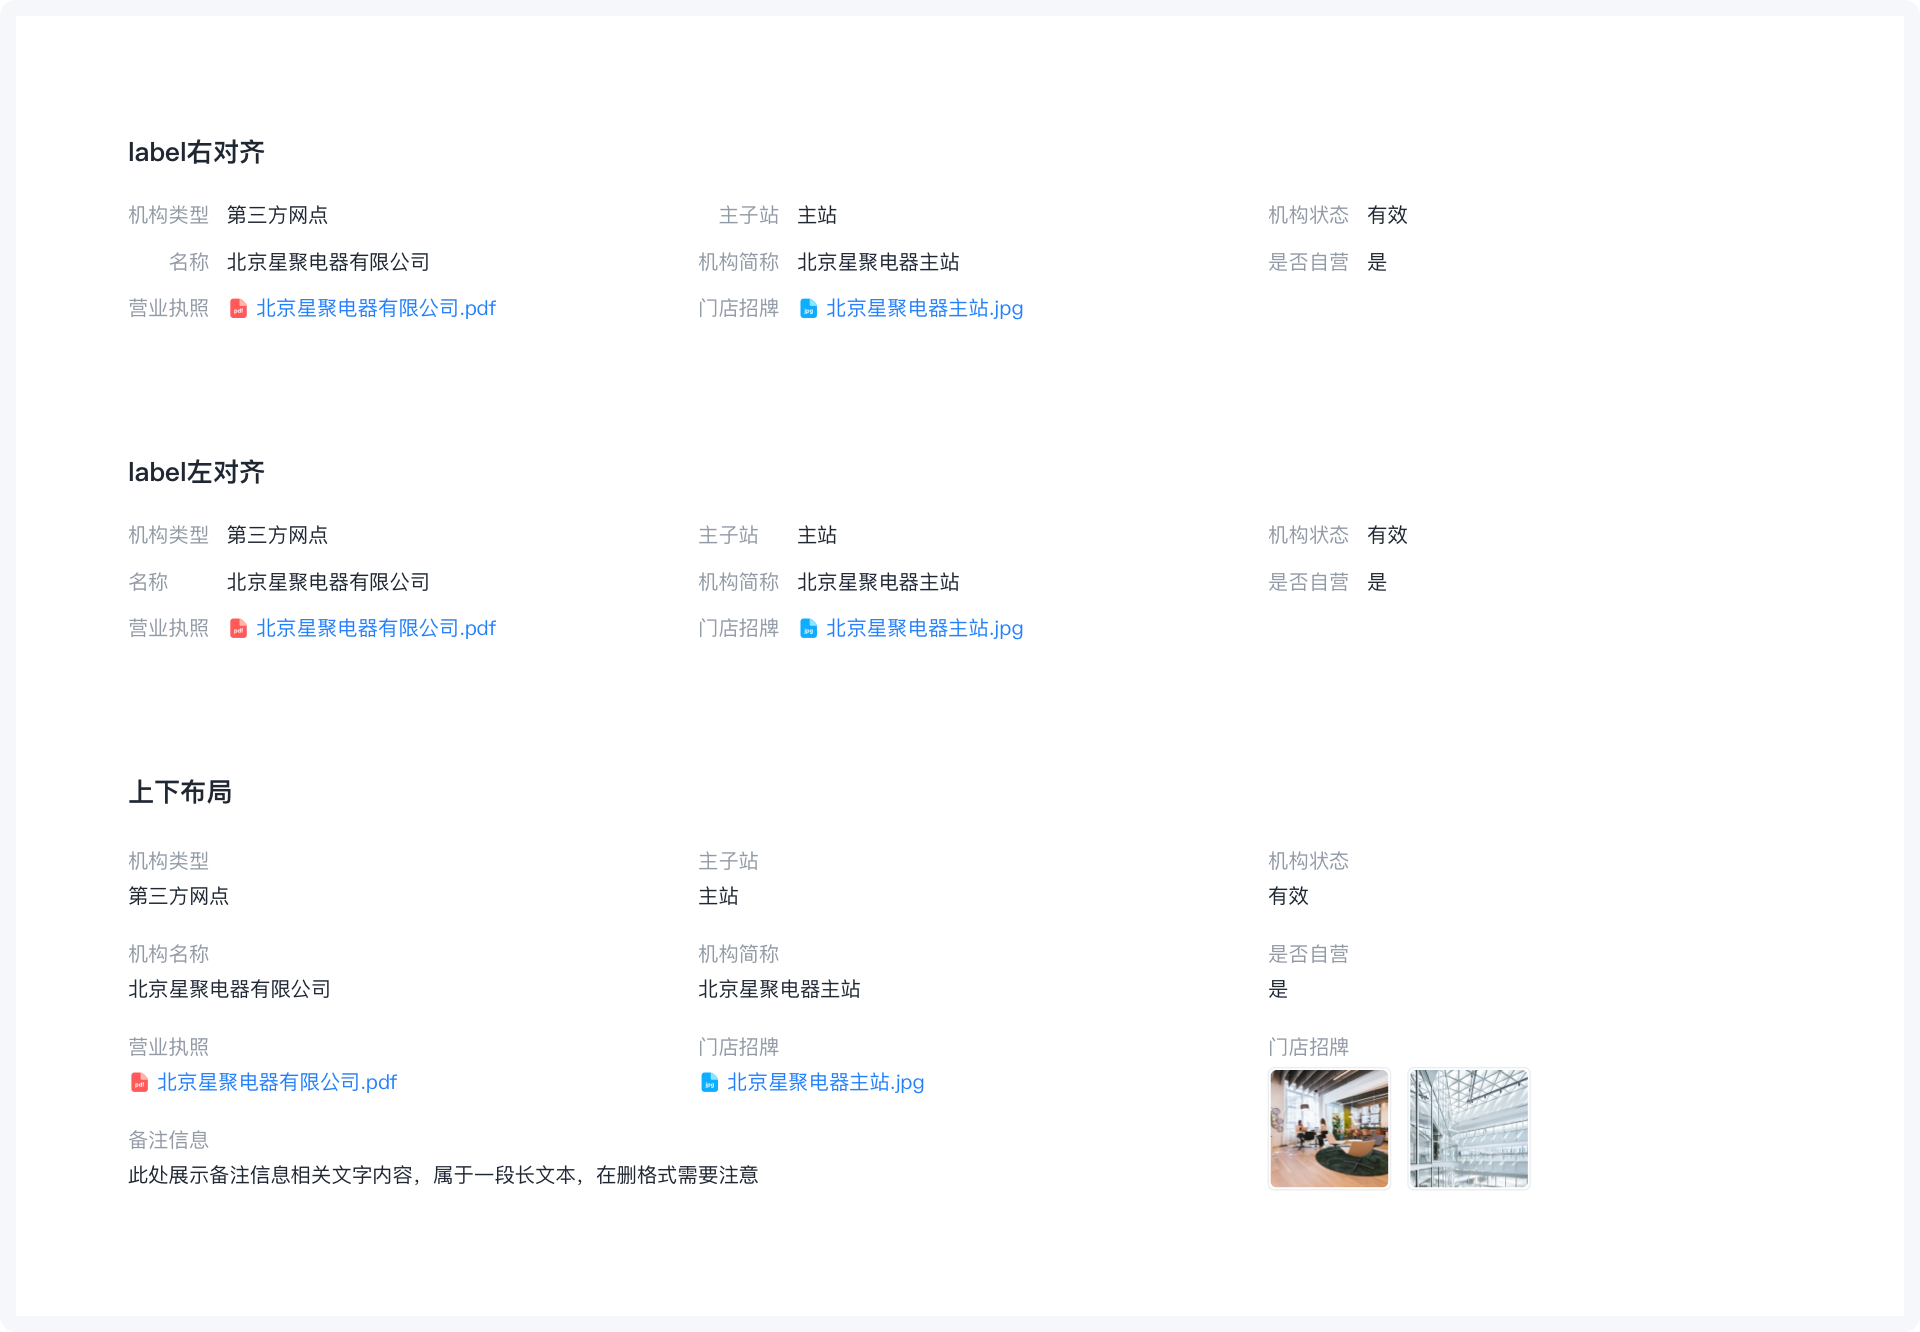 label右对齐
机构类型 第三方网点 主子站 主站 机构状态 有效
名称 北京星聚电器有限公司 机构简称 北京星聚电器主站 是否自营 是
营业执照 pdf 北京星聚电器有限公司.pdf 门店招牌 jpg 北京星聚电器主站.jpg
label左对齐
机构类型 第三方网点 主子站 主站 机构状态 有效
名称 北京星聚电器有限公司 机构简称 北京星聚电器主站 是否自营 是
营业执照 pdf 北京星聚电器有限公司.pdf 门店招牌 jpg 北京星聚电器主站.jpg
上下布局
机构类型 主子站 机构状态
第三方网点 主站 有效
机构名称 机构简称 是否自营
北京星聚电器有限公司 北京星聚电器主站 是
营业执照 门店招牌 门店招牌
pdf 北京星聚电器有限公司.pdf jpg 北京星聚电器主站.jpg
备注信息
此处展示备注信息相关文字内容，属于一段长文本，在删格式需要注意